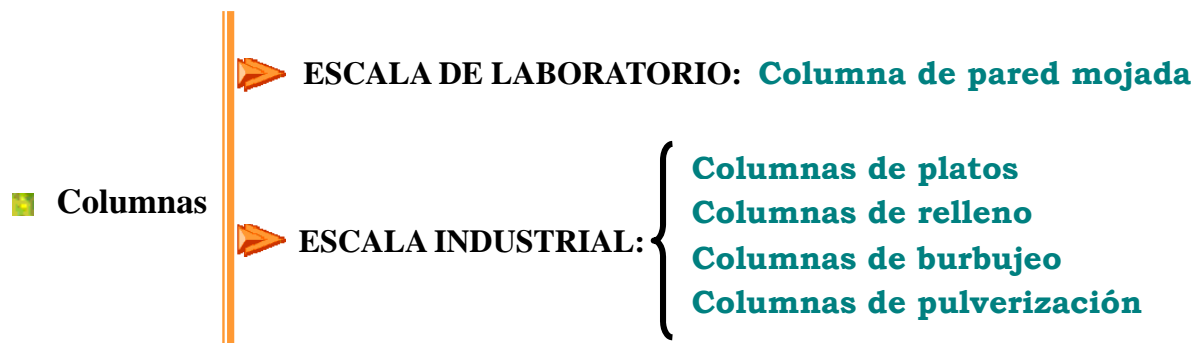 ESCALA DE LABORATORIO: Columna de pared mojada
Columnas
ESCALA INDUSTRIAL:
Columnas de platos
Columnas de relleno
Columnas de burbujeo
Columnas de pulverización